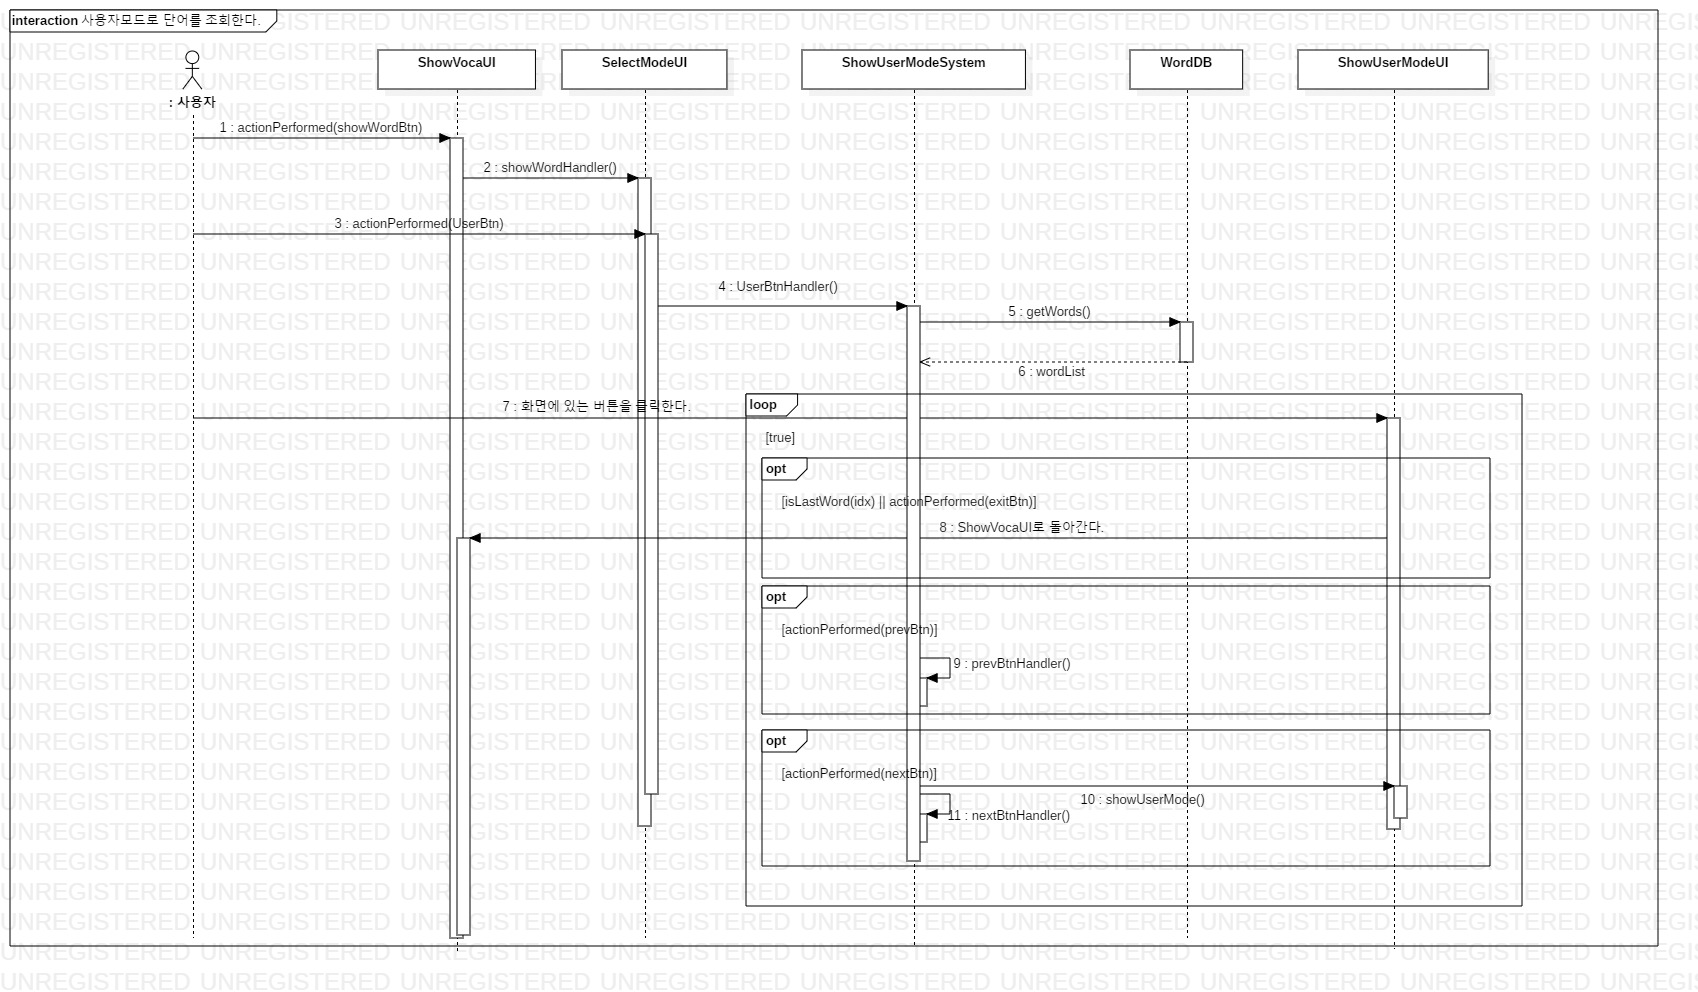 interaction 사용자모드로 단어를 조회한다.
: 사용자
ShowVocaUI
SelectModeUI
ShowUserModeSystem
WordDB
ShowUserModeUI
1 : actionPerformed(showWordBtn)
2 : showWordHandler()
3 : actionPerformed(UserBtn)
4 : UserBtnHandler()
5 : getWords()
6 : wordList
7 : 화면에 있는 버튼을 클릭한다.
loop
[true]
opt
[isLastWord(idx) || actionPerformed(exitBtn)]
8 : ShowVocaUI로 돌아간다.
opt
[actionPerformed(prevBtn)]
9 : prevBtnHandler()
opt
[actionPerformed(nextBtn)]
10 : showUserMode()
11 : nextBtnHandler()
UNREGISTERED